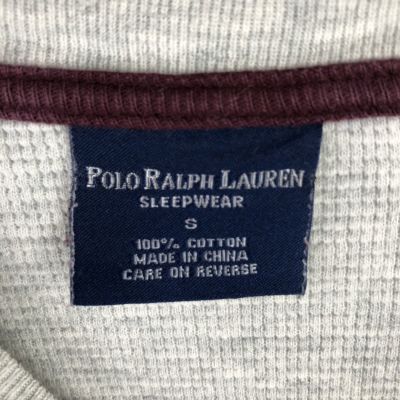 POLO RALPH LAUREN
SLEEPWEAR
S
100% COTTON
MADE IN CHINA
CARE ON REVERSE